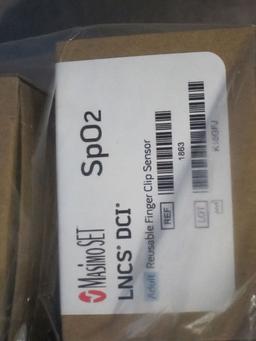 Masimo SET
SpO2
LNCS® DCI®
Adult Reusable Finger Clip Sensor
REF
1863
LOT